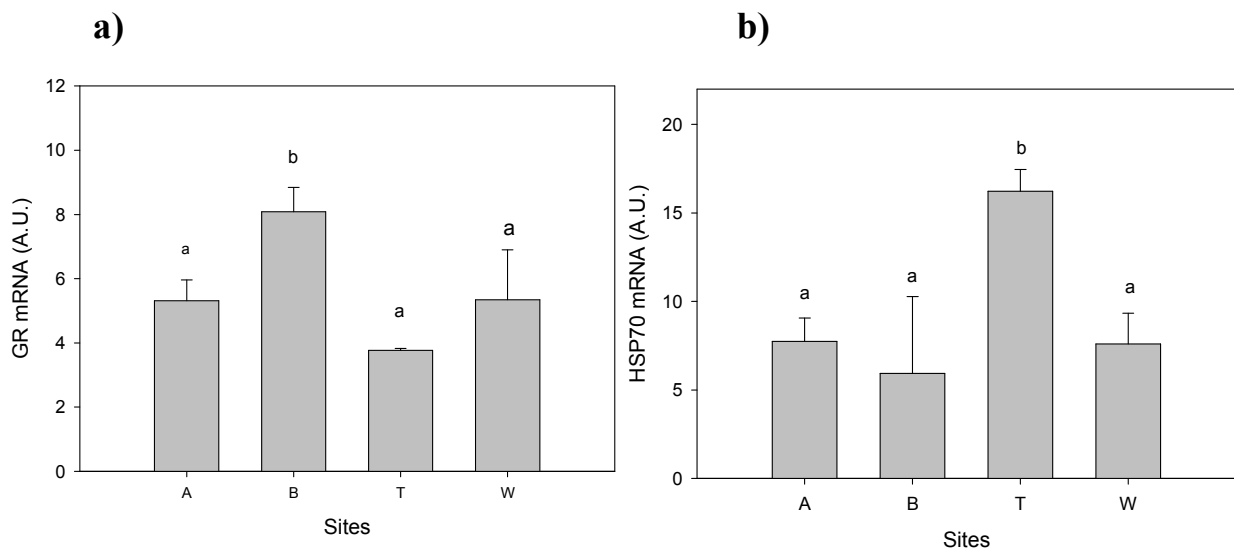 a)
12
10
8
6
4
2
0
GR mRNA (A.U.)
a
b
a
a
A B T W
Sites
b)
20
15
10
5
0
HSP70 mRNA (A.U.)
a
a
b
a
A B T W
Sites